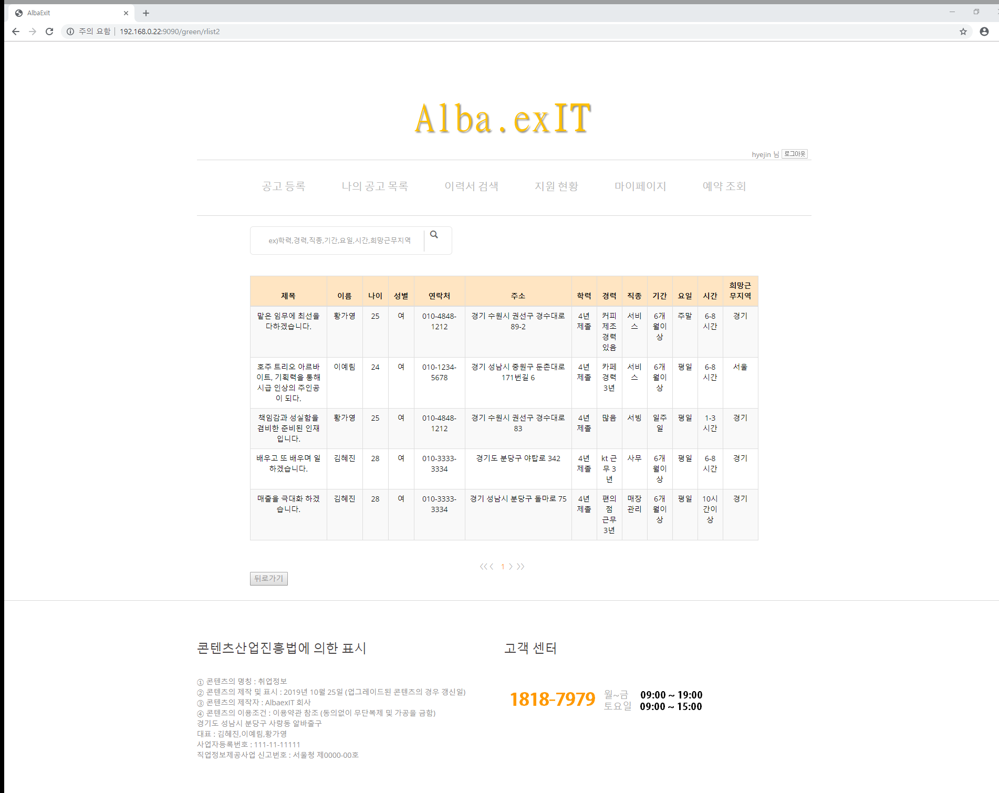 AlbaExit
주의 요함 | 192.168.0.22:9090/green/rlist2
Alba.exIT
hyejin 님 로그아웃
공고 등록 나의 공고 목록 이력서 검색 지원 현황 마이페이지 예약 조회
ex)학력,경력,직종,기간,요일,시간,희망근무지역
제목 이름 나이 성별 연락처 주소 학력 경력 직종 기간 요일 시간 희망근
무지역
맡은 임무에 최선을 황가영 25 여 010-4848- 경기 수원시 권선구 경수대로 4년 커피 서비 6개 주말 6-8 경기
다하겠습니다. 1212 89-2 제졸 제조 스 월이 시간
경력 상
있음
호주 트리오 아르바 이예림 24 여 010-1234- 경기 성남시 중원구 둔촌대로 4년 카페 서비 6개 평일 6-8 서울
이트, 기획력을 통해 5678 171번길 6 제졸 경력 스 월이 시간
시급 인상의 주인공 3년 상
이 되다.
책임감과 성실함을 황가영 25 여 010-4848- 경기 수원시 권선구 경수대로 4년 많음 서빙 일주 평일 1-3 경기
겸비한 준비된 인재 1212 83 제졸 일 시간
입니다.
배우고 또 배우며 일 김혜진 28 여 010-3333- 경기도 분당구 야탑로 342 4년 kt 근 사무 6개 평일 6-8 경기
하겠습니다. 3334 제졸 무 3 월이 시간
년 상
매출을 극대화 하겠 김혜진 28 여 010-3333- 경기 성남시 분당구 돌마로 75 4년 편의 매장 6개 평일 10시 경기
습니다. 3334 제졸 점 관리 월이 간이
근무 상 상
3년
<< < 1 > >>
뒤로가기
콘텐츠산업진흥법에 의한 표시
① 콘텐츠의 명칭 : 취업정보
② 콘텐츠의 제작 및 표시 : 2019년 10월 25일 (업그레이드된 콘텐츠의 경우 갱신일)
③ 콘텐츠의 제작자 : AlbaexIT 회사
④ 콘텐츠의 이용조건 : 이용약관 참조 (동의없이 무단복제 및 가공을 금함)
경기도 성남시 분당구 사랑동 알바출구
대표 : 김혜진,이예림,황가영
사업자등록번호 : 111-11-11111
직업정보제공사업 신고번호 : 서울청 제0000-00호
고객 센터
1818-7979 월~금 09:00 ~ 19:00
토요일 09:00 ~ 15:00